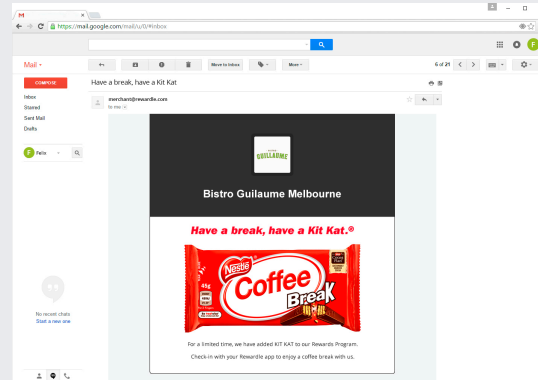 https://mail.google.com/mail/u/0/#inbox
Mail
Move to Inbox
More
6 of 21
COMPOSE
Have a break, have a Kit Kat
Inbox
Starred
Sent Mail
Drafts
merchant@rewardle.com
to me
F Felix
F
GUILLAUME
Bistro Guilaume Melbourne
Have a break, have a Kit Kat.®
Nestlé
45g
Coffee
Break
For a limited time, we have added KIT KAT to our Rewards Program.
Check-in with your Rewardle app to enjoy a coffee break with us.
No recent chats
Start a new one